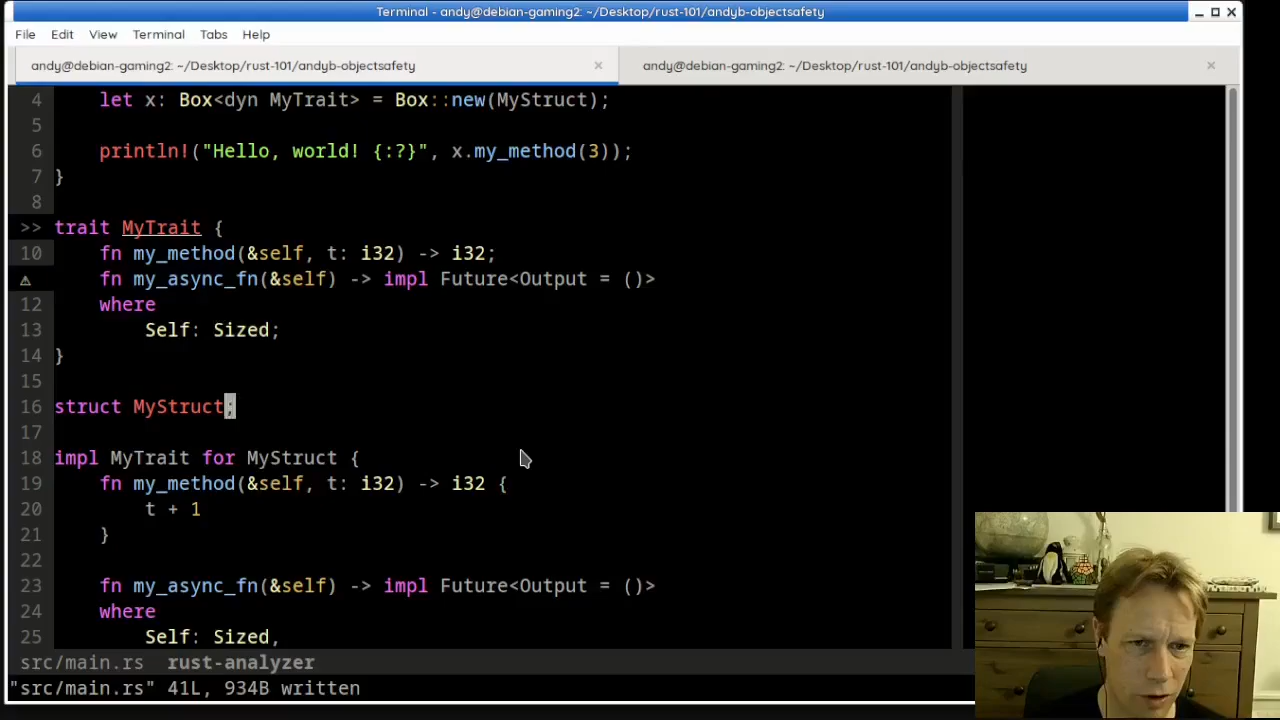 Terminal - andy@debian-gaming2: ~/Desktop/rust-101/andyb-objectsafety
File Edit View Terminal Tabs Help
andy@debian-gaming2: ~/Desktop/rust-101/andyb-objectsafety × andy@debian-gaming2: ~/Desktop/rust-101/andyb-objectsafety ×
4     let x: Box<dyn MyTrait> = Box::new(MyStruct);
5
6     println!("Hello, world! {:?}", x.my_method(3));
7 }
8
>> trait MyTrait {
10     fn my_method(&self, t: i32) -> i32;
⚠     fn my_async_fn(&self) -> impl Future<Output = ()>
12     where
13         Self: Sized;
14 }
15
16 struct MyStruct;
17
18 impl MyTrait for MyStruct {
19     fn my_method(&self, t: i32) -> i32 {
20         t + 1
21     }
22
23     fn my_async_fn(&self) -> impl Future<Output = ()>
24     where
25         Self: Sized,
src/main.rs  rust-analyzer
"src/main.rs" 41L, 934B written